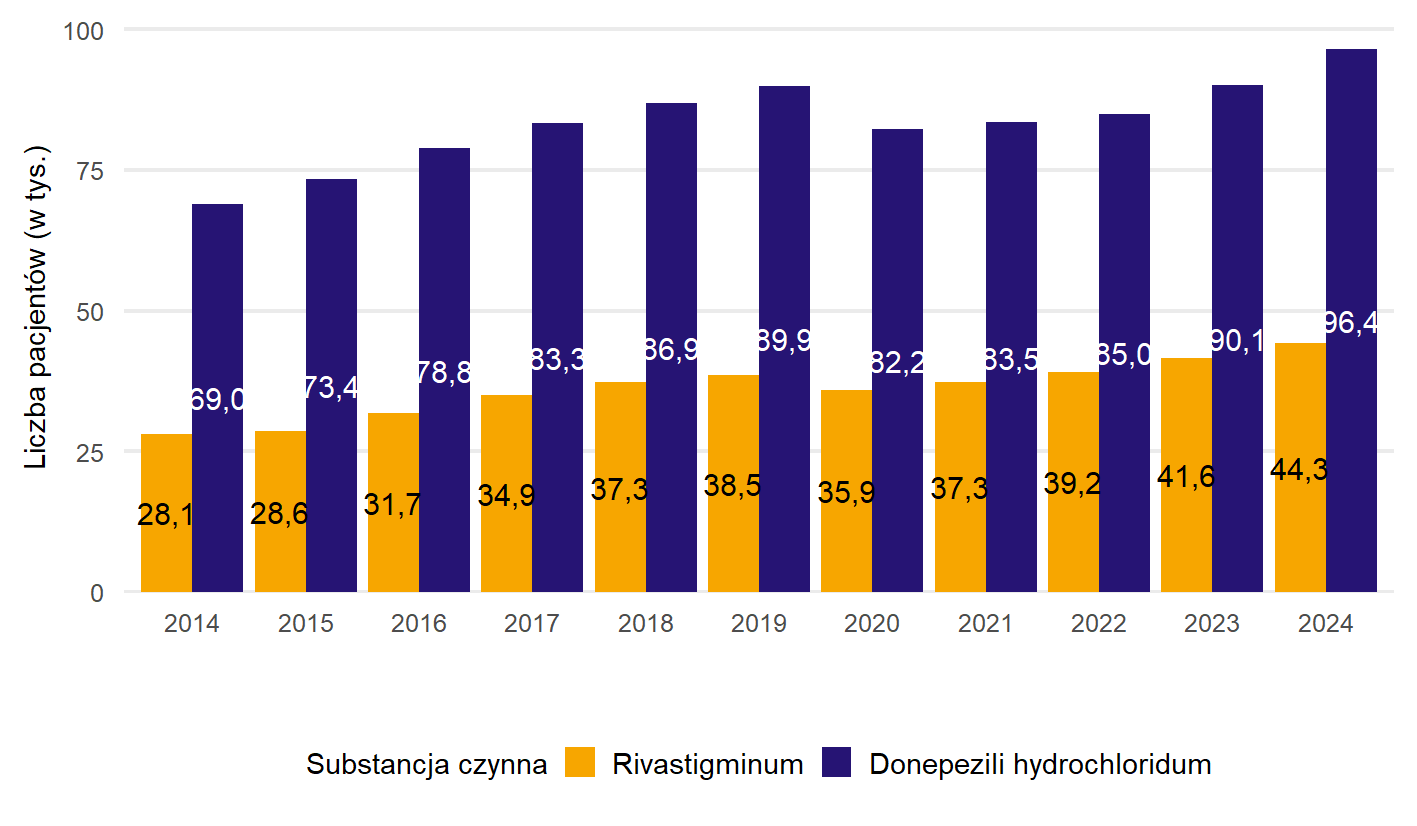 Liczba pacjentów (w tys.)
100
75
50
25
0
28,1 69,0 28,6 73,4 31,7 78,8 34,9 83,3 37,3 86,9 38,5 89,9 35,9 82,2 37,3 83,5 39,2 85,0 41,6 90,1 44,3 96,4
2014 2015 2016 2017 2018 2019 2020 2021 2022 2023 2024
Substancja czynna Rivastigminum Donepezili hydrochloridum